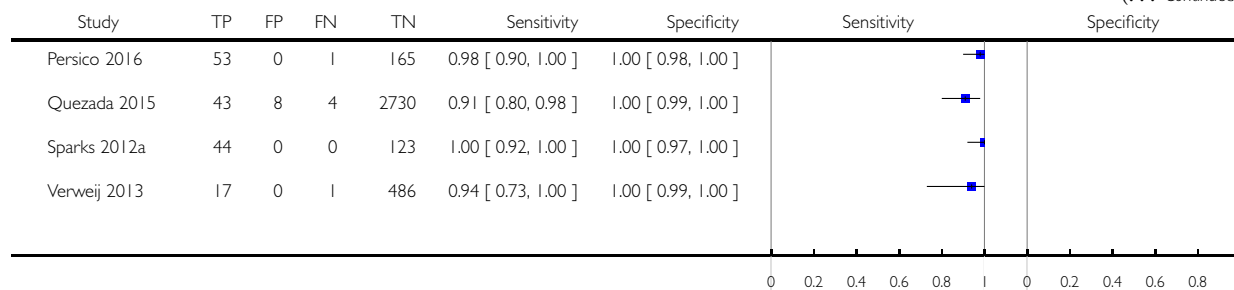 Study TP FP FN TN Sensitivity Specificity Sensitivity Specificity
Persico 2016 53 0 1 165 0.98 [ 0.90, 1.00 ] 1.00 [ 0.98, 1.00 ]
Quezada 2015 43 8 4 2730 0.91 [ 0.80, 0.98 ] 1.00 [ 0.99, 1.00 ]
Sparks 2012a 44 0 0 123 1.00 [ 0.92, 1.00 ] 1.00 [ 0.97, 1.00 ]
Verweij 2013 17 0 1 486 0.94 [ 0.73, 1.00 ] 1.00 [ 0.99, 1.00 ]
0 0.2 0.4 0.6 0.8 1 0 0.2 0.4 0.6 0.8